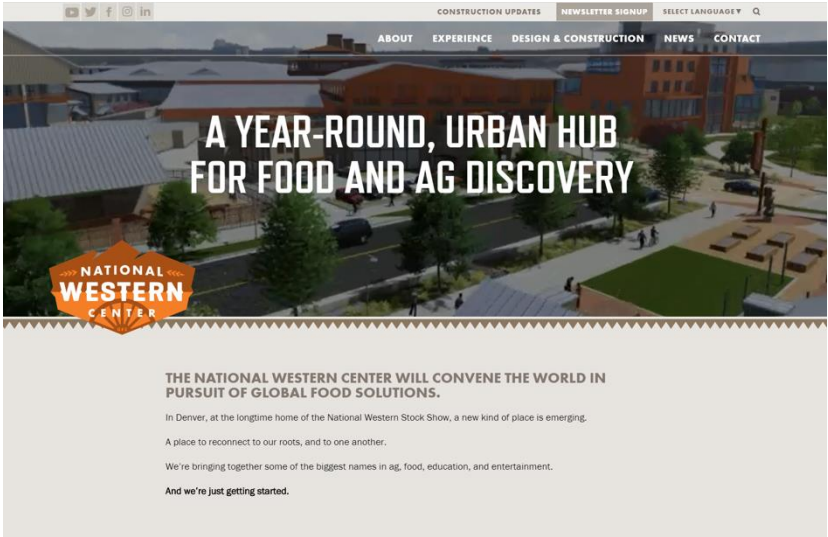 CONSTRUCTION UPDATES
NEWSLETTER SIGNUP
SELECT LANGUAGE▼
ABOUT
EXPERIENCE
DESIGN & CONSTRUCTION
NEWS
CONTACT
A YEAR-ROUND, URBAN HUB
FOR FOOD AND AG DISCOVERY
NATIONAL
WESTERN
CENTER
THE NATIONAL WESTERN CENTER WILL CONVENE THE WORLD IN
PURSUIT OF GLOBAL FOOD SOLUTIONS.
In Denver, at the longtime home of the National Western Stock Show, a new kind of place is emerging.
A place to reconnect to our roots, and to one another.
We're bringing together some of the biggest names in ag, food, education, and entertainment.
And we're just getting started.